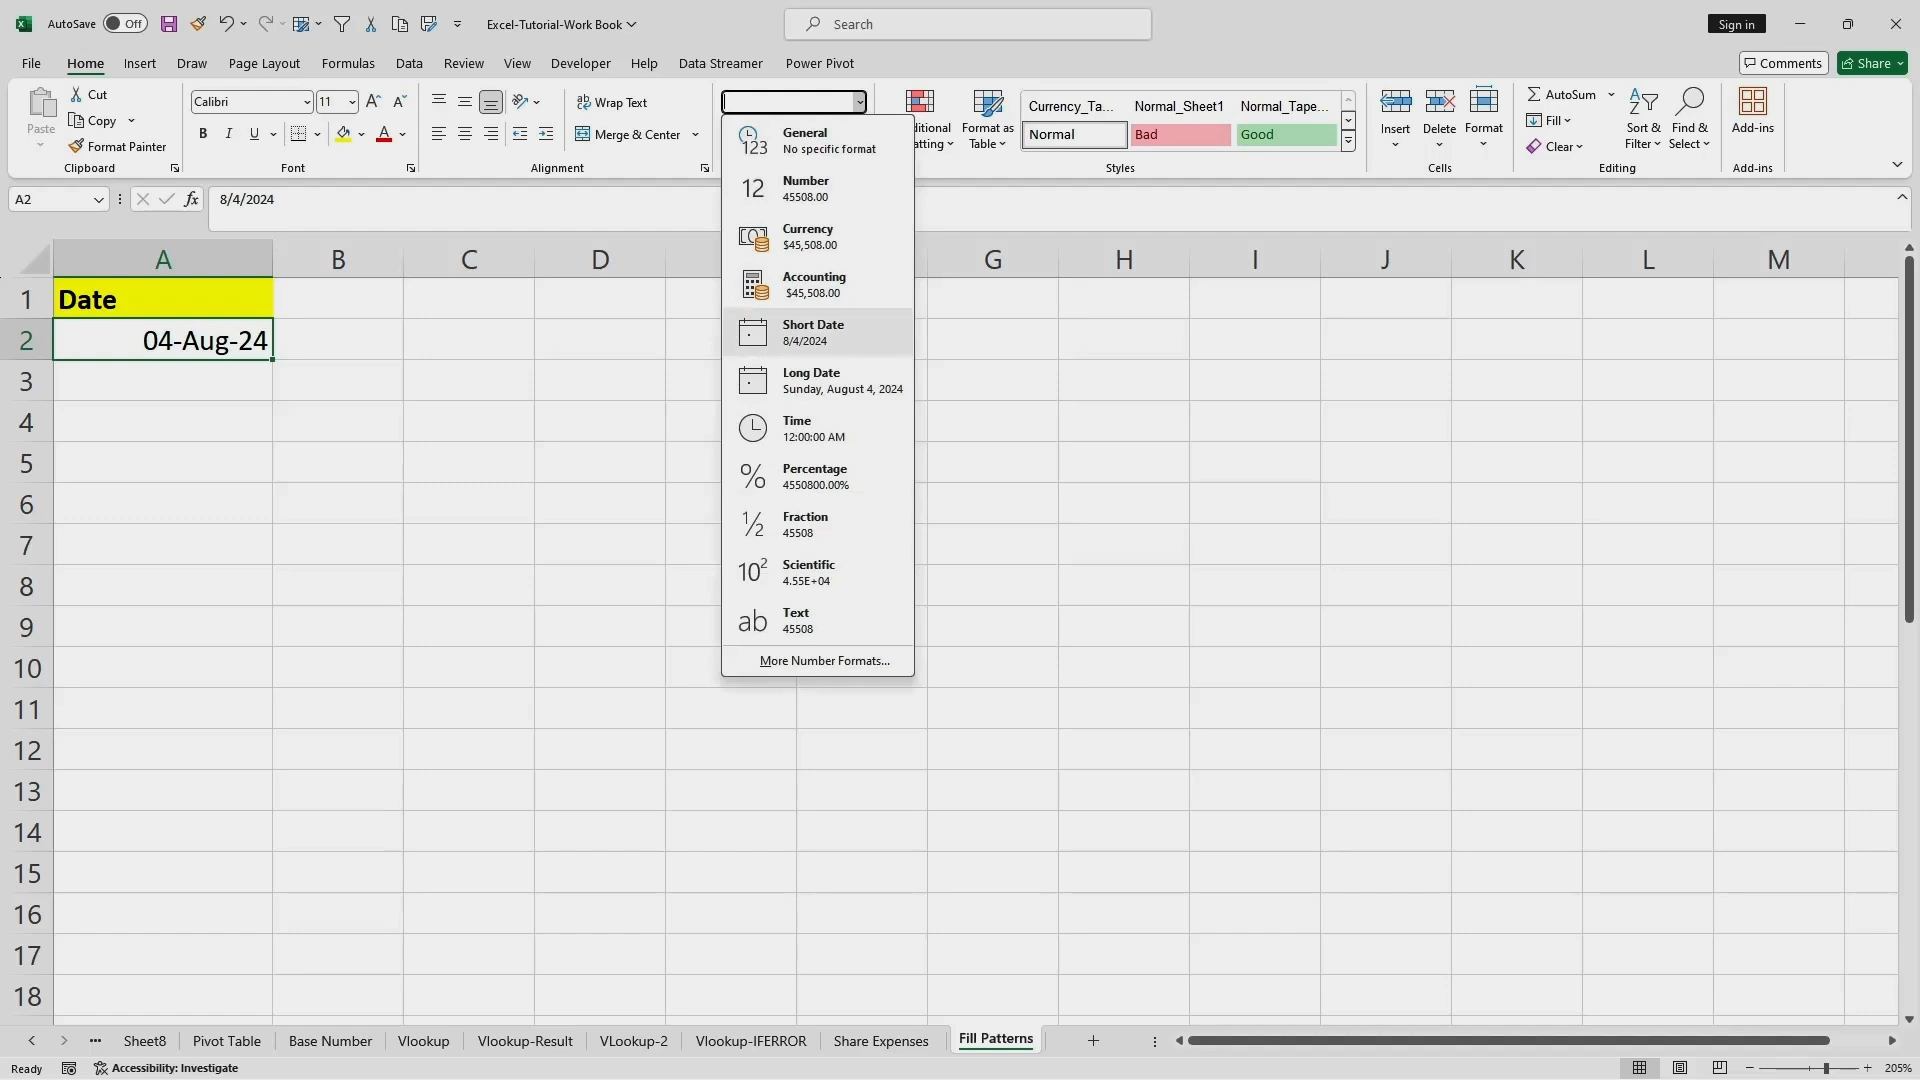 AutoSave Off Excel-Tutorial-Work Book Search Sign in
File Home Insert Draw Page Layout Formulas Data Review View Developer Help Data Streamer Power Pivot Comments Share
Paste
Cut
Copy
Format Painter
Clipboard
Calibri 11
B I U
Font
Wrap Text
Merge & Center
Alignment
ditional
atting
Format as
Table
Currency_Ta... Normal_Sheet1 Normal_Tape...
Normal Bad Good
Styles
Insert Delete Format
Cells
AutoSum
Fill
Clear
Sort &
Filter
Find &
Select
Editing
Add-ins
Add-ins
A2 fx 8/4/2024
General
No specific format
123
12 Number
45508.00
Currency
$45,508.00
Accounting
$45,508.00
Short Date
8/4/2024
Long Date
Sunday, August 4, 2024
Time
12:00:00 AM
% Percentage
4550800.00%
½ Fraction
45508
10² Scientific
4.55E+04
ab Text
45508
More Number Formats...
A B C D G H I J K L M
1 Date
2 04-Aug-24
3
4
5
6
7
8
9
10
11
12
13
14
15
16
17
18
Sheet8 Pivot Table Base Number Vlookup Vlookup-Result VLookup-2 Vlookup-IFERROR Share Expenses Fill Patterns
Ready Accessibility: Investigate 205%